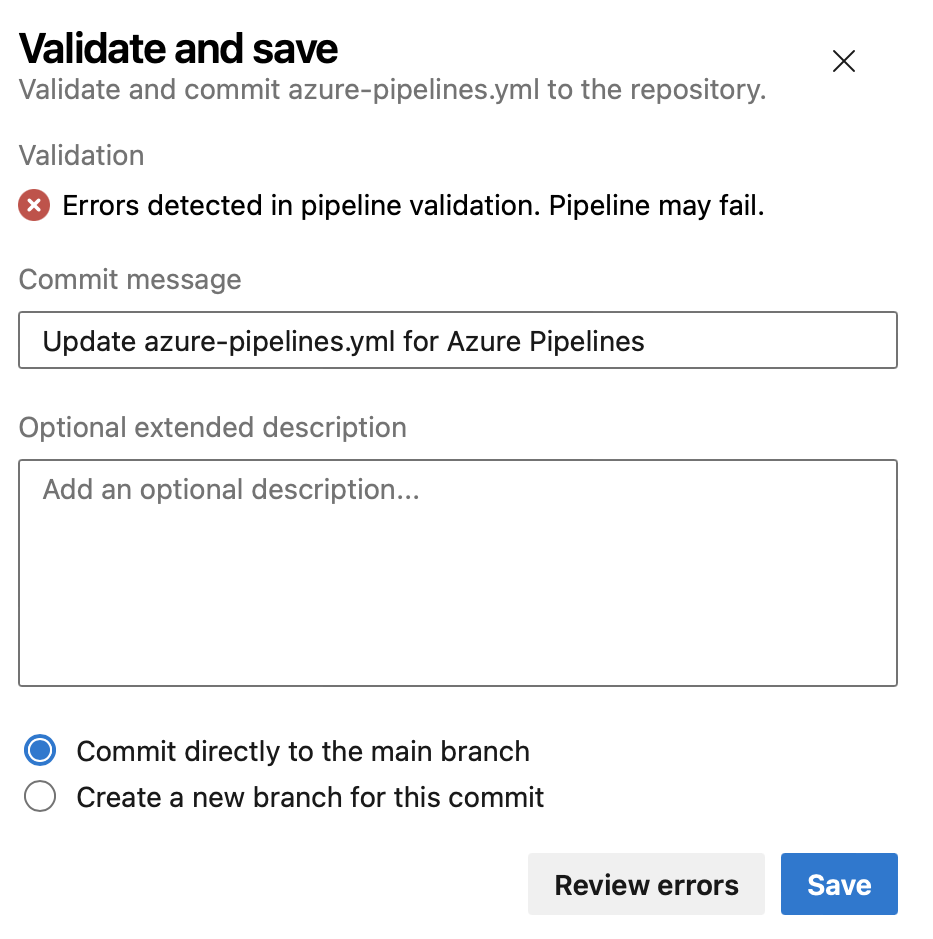 Validate and save
Validate and commit azure-pipelines.yml to the repository.
Validation
Errors detected in pipeline validation. Pipeline may fail.
Commit message
Update azure-pipelines.yml for Azure Pipelines
Optional extended description
Add an optional description...
Commit directly to the main branch
Create a new branch for this commit
Review errors
Save